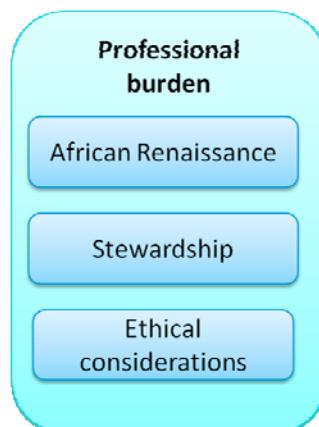 Professional
burden
African Renaissance
Stewardship
Ethical
considerations